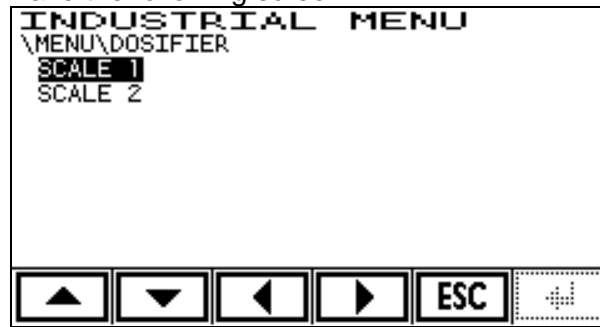 INDUSTRIAL MENU
\MENU\DOSIFIER
SCALE 1
SCALE 2
ESC